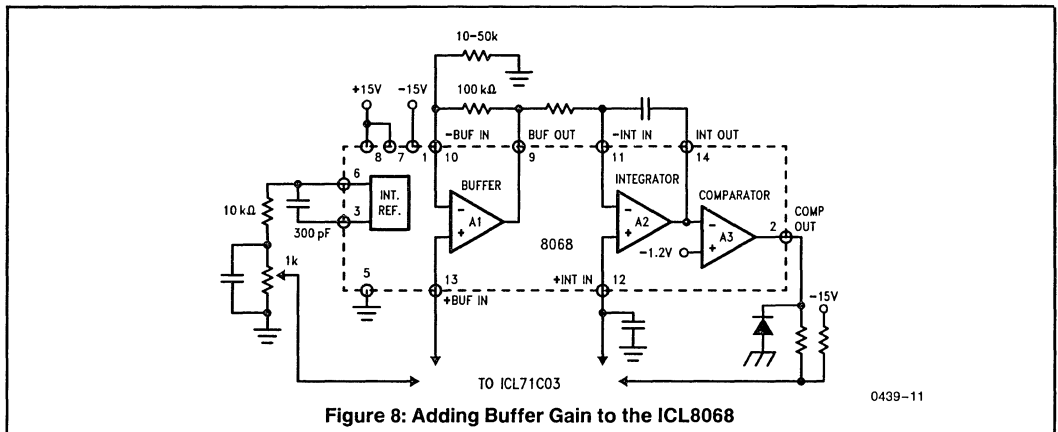 10-50k
+15V
-15V
100 kΩ
-BUF IN
BUF OUT
-INT IN
INT OUT
8
7
1
10
9
11
14
6
INT.
REF.
BUFFER
INTEGRATOR
COMPARATOR
10 kΩ
3
300 pF
-
A1
+
-
A2
+
-
A3
+
2
COMP
OUT
8068
-1.2V
1k
5
13
+INT IN
12
+BUF IN
-15V
TO ICL71C03
0439-11
Figure 8: Adding Buffer Gain to the ICL8068